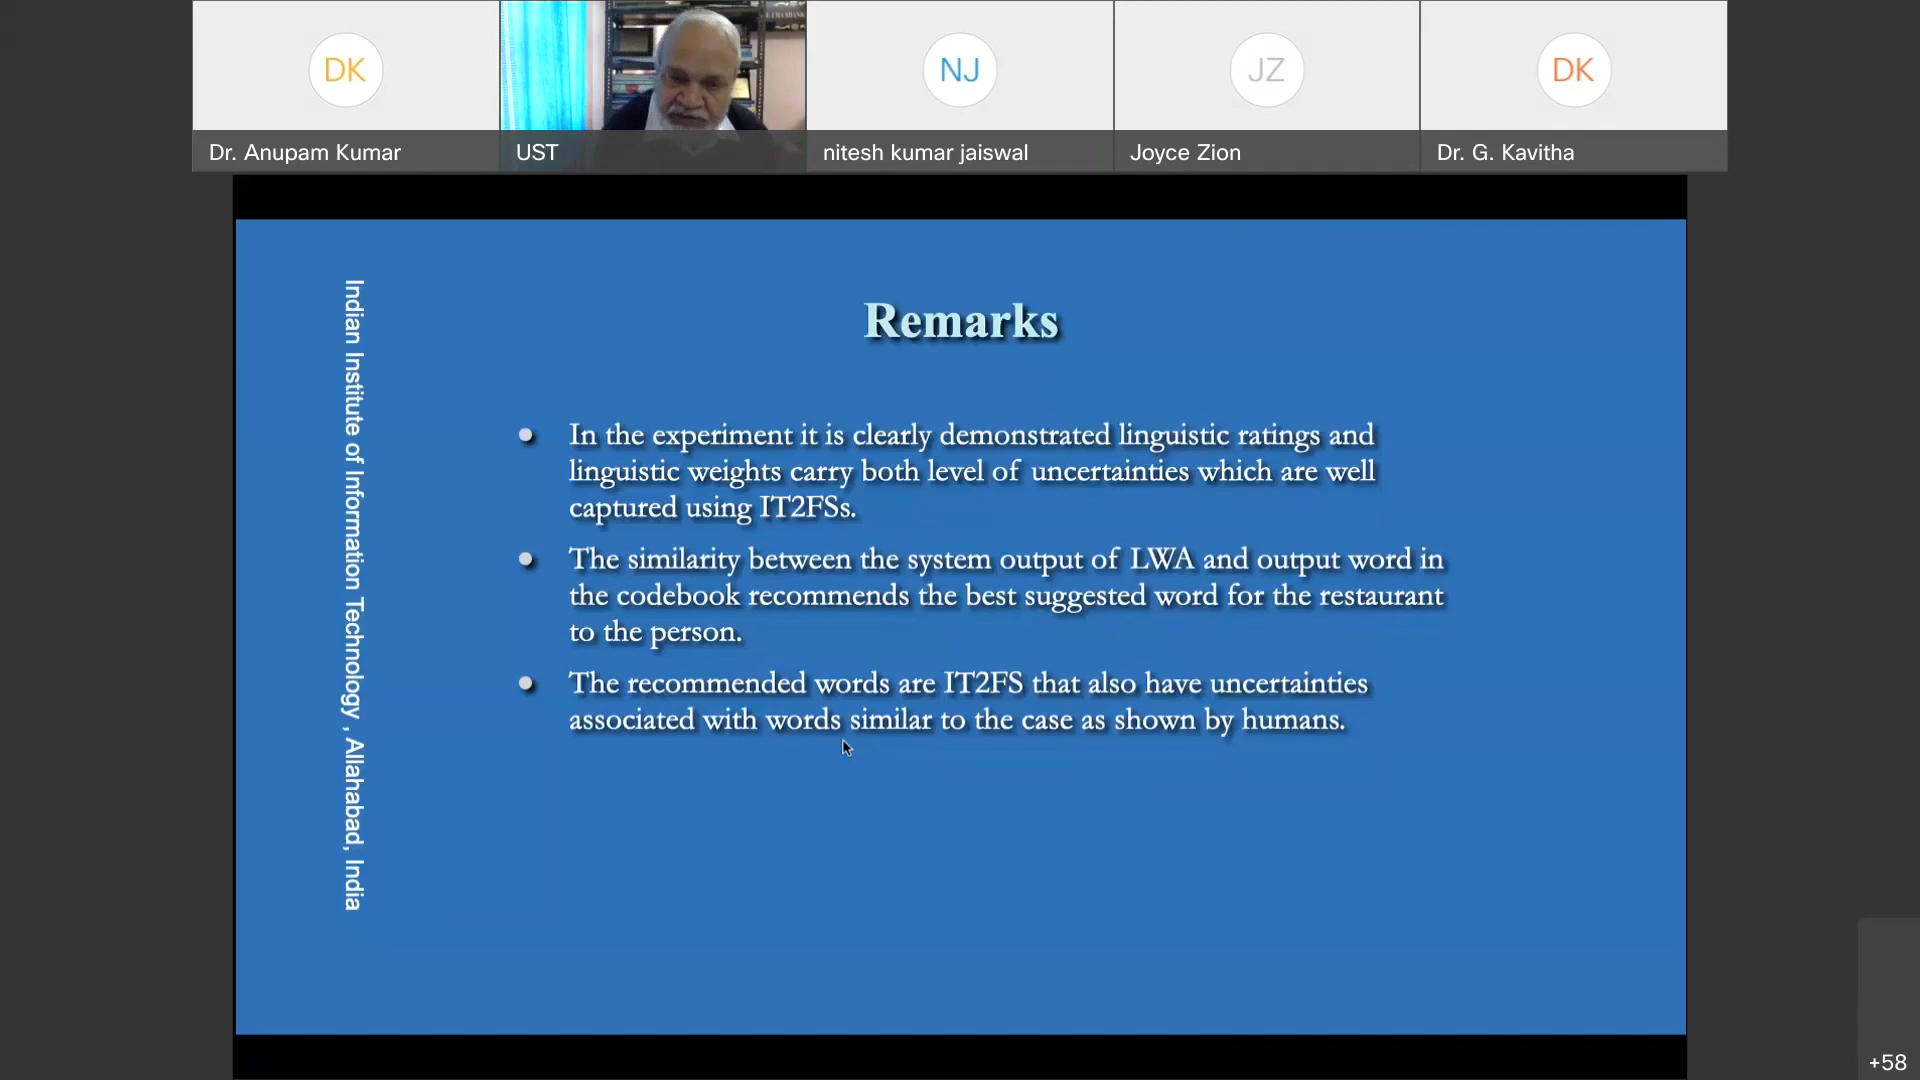 DK
NJ
JZ
DK
Dr. Anupam Kumar
UST
nitesh kumar jaiswal
Joyce Zion
Dr. G. Kavitha
Indian Institute of Information Technology , Allahabad, India
Remarks
• In the experiment it is clearly demonstrated linguistic ratings and
linguistic weights carry both level of uncertainties which are well
captured using IT2FSs.
• The similarity between the system output of LWA and output word in
the codebook recommends the best suggested word for the restaurant
to the person.
• The recommended words are IT2FS that also have uncertainties
associated with words similar to the case as shown by humans.
+58